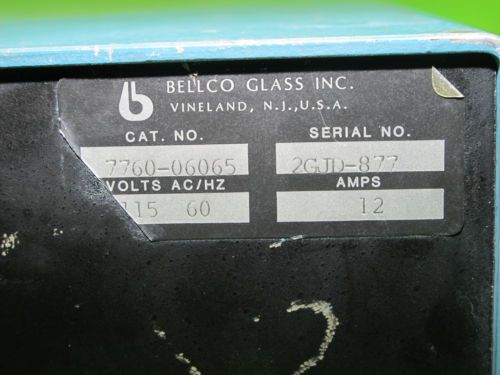 BELLCO GLASS INC.
VINELAND, N.J., U.S.A.
CAT. NO. SERIAL NO.
7760-06065 2GJD-877
VOLTS AC/HZ AMPS
115 60 12